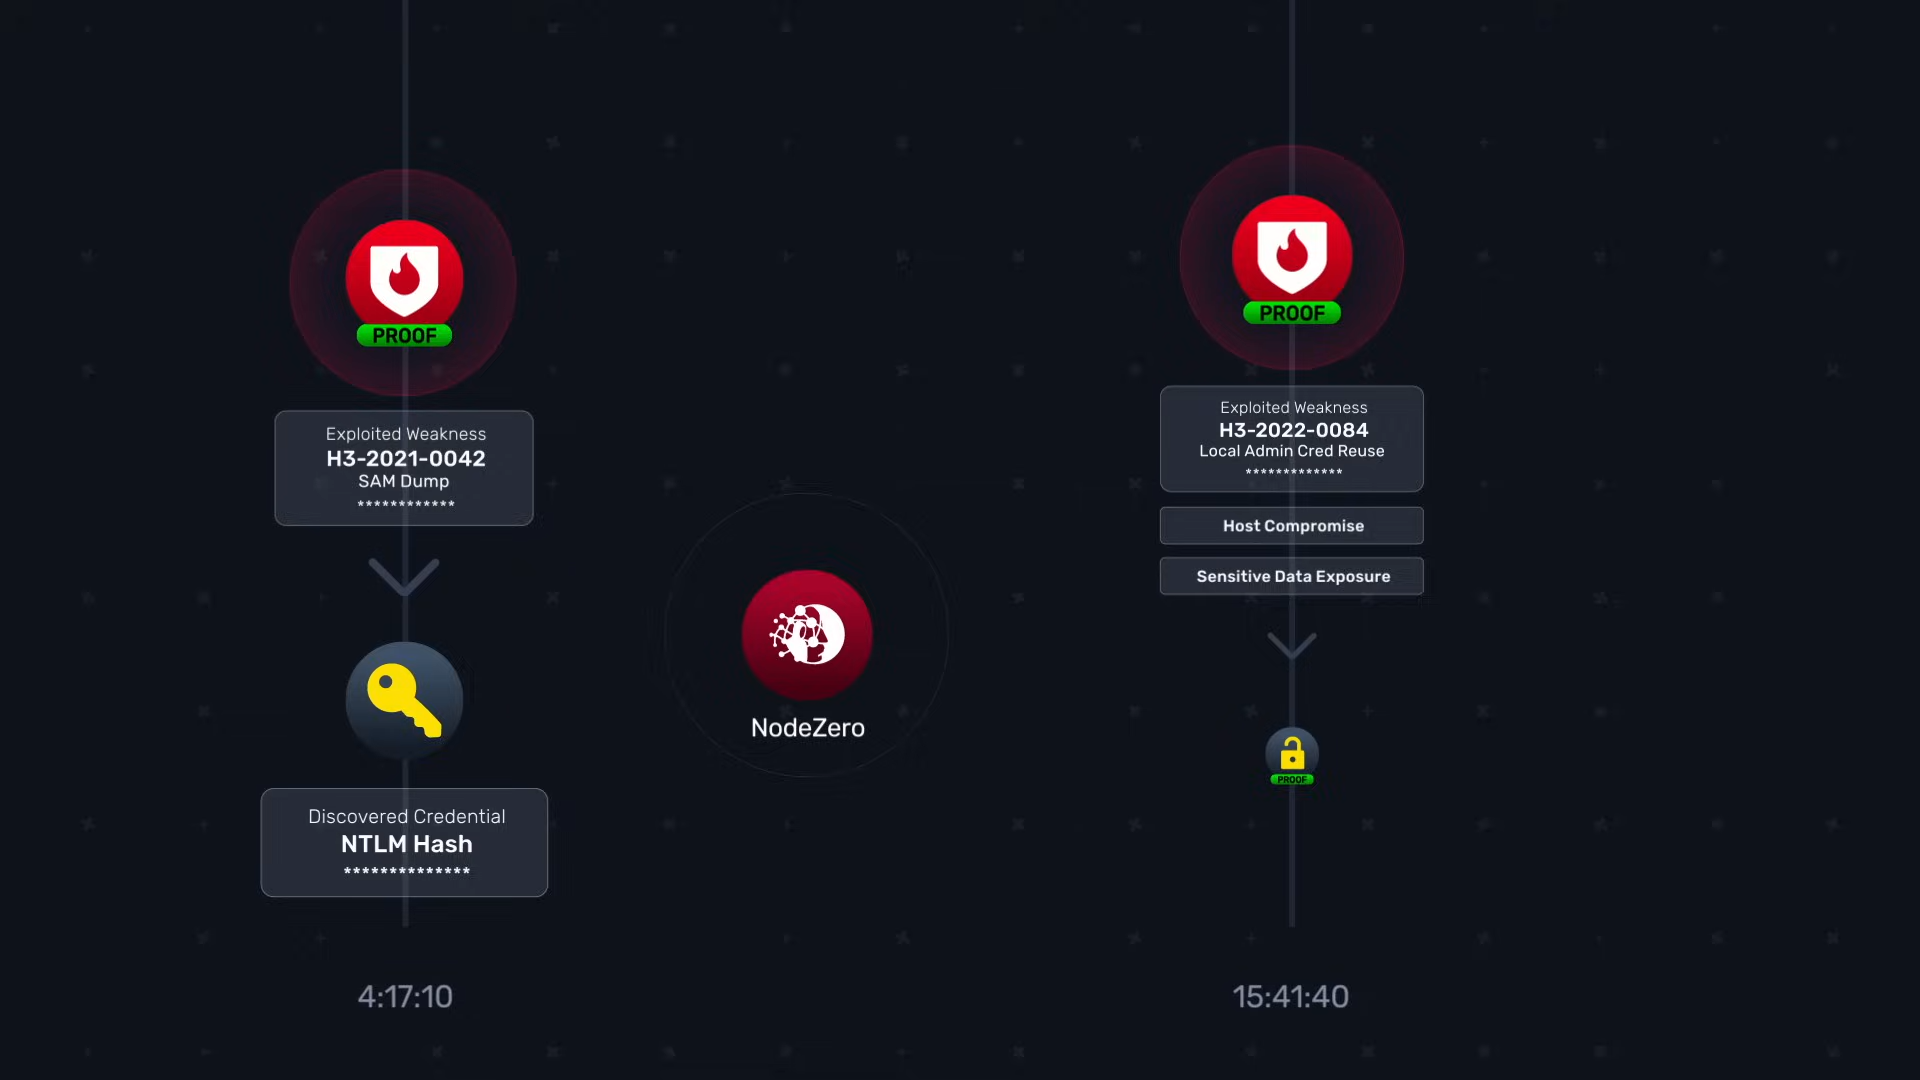 PROOF
Exploited Weakness
H3-2021-0042
SAM Dump
************
Discovered Credential
NTLM Hash
**************
4:17:10
NodeZero
PROOF
Exploited Weakness
H3-2022-0084
Local Admin Cred Reuse
*************
Host Compromise
Sensitive Data Exposure
PROOF
15:41:40